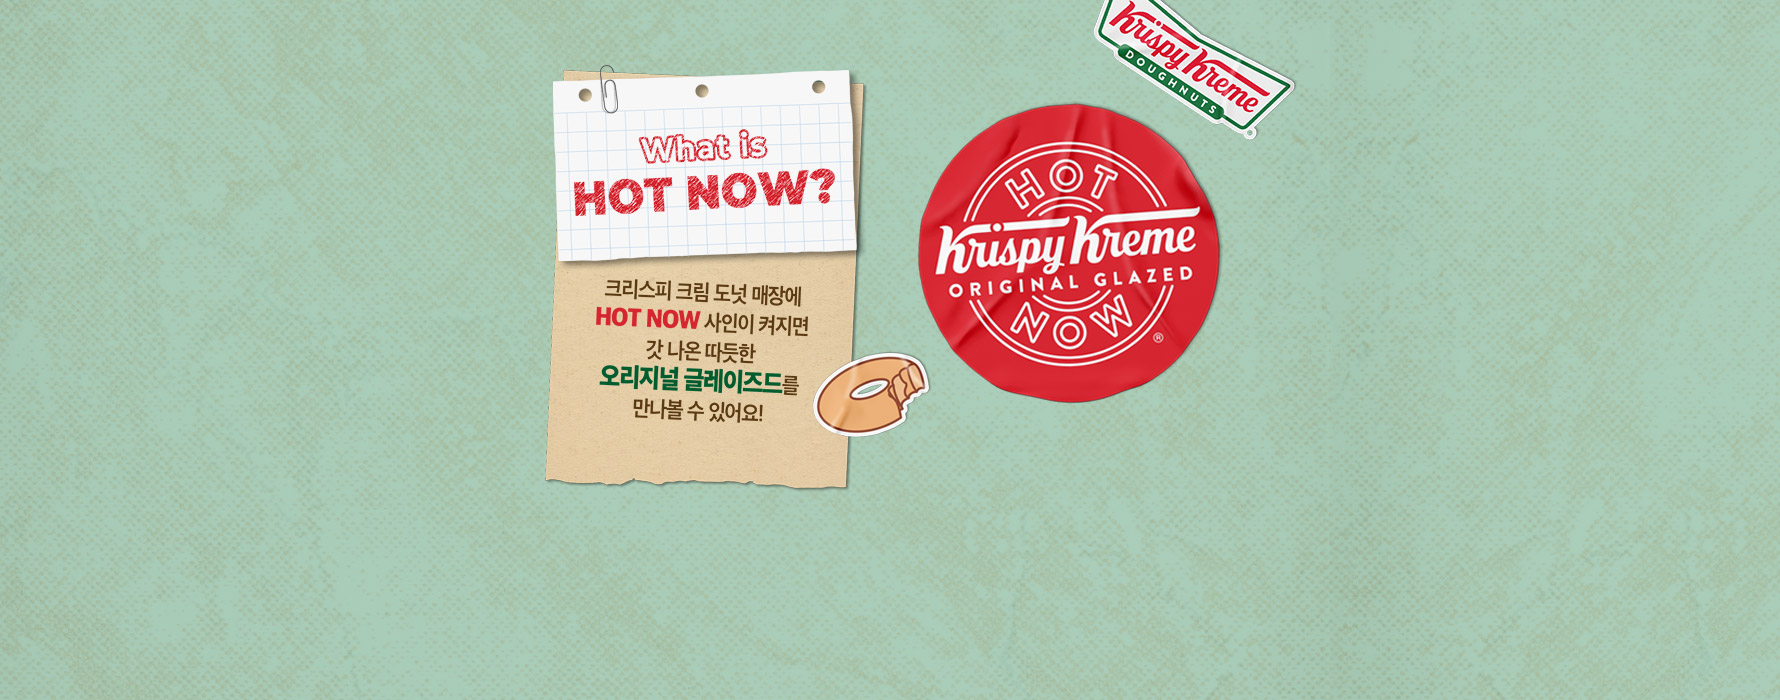 What is
HOT NOW?
크리스피 크림 도넛 매장에
HOT NOW 사인이 켜지면
갓 나온 따듯한
오리지널 글레이즈드를
만나볼 수 있어요!
Krispy Kreme
DOUGHNUTS
®
HOT
Krispy Kreme
ORIGINAL GLAZED
NOW
®